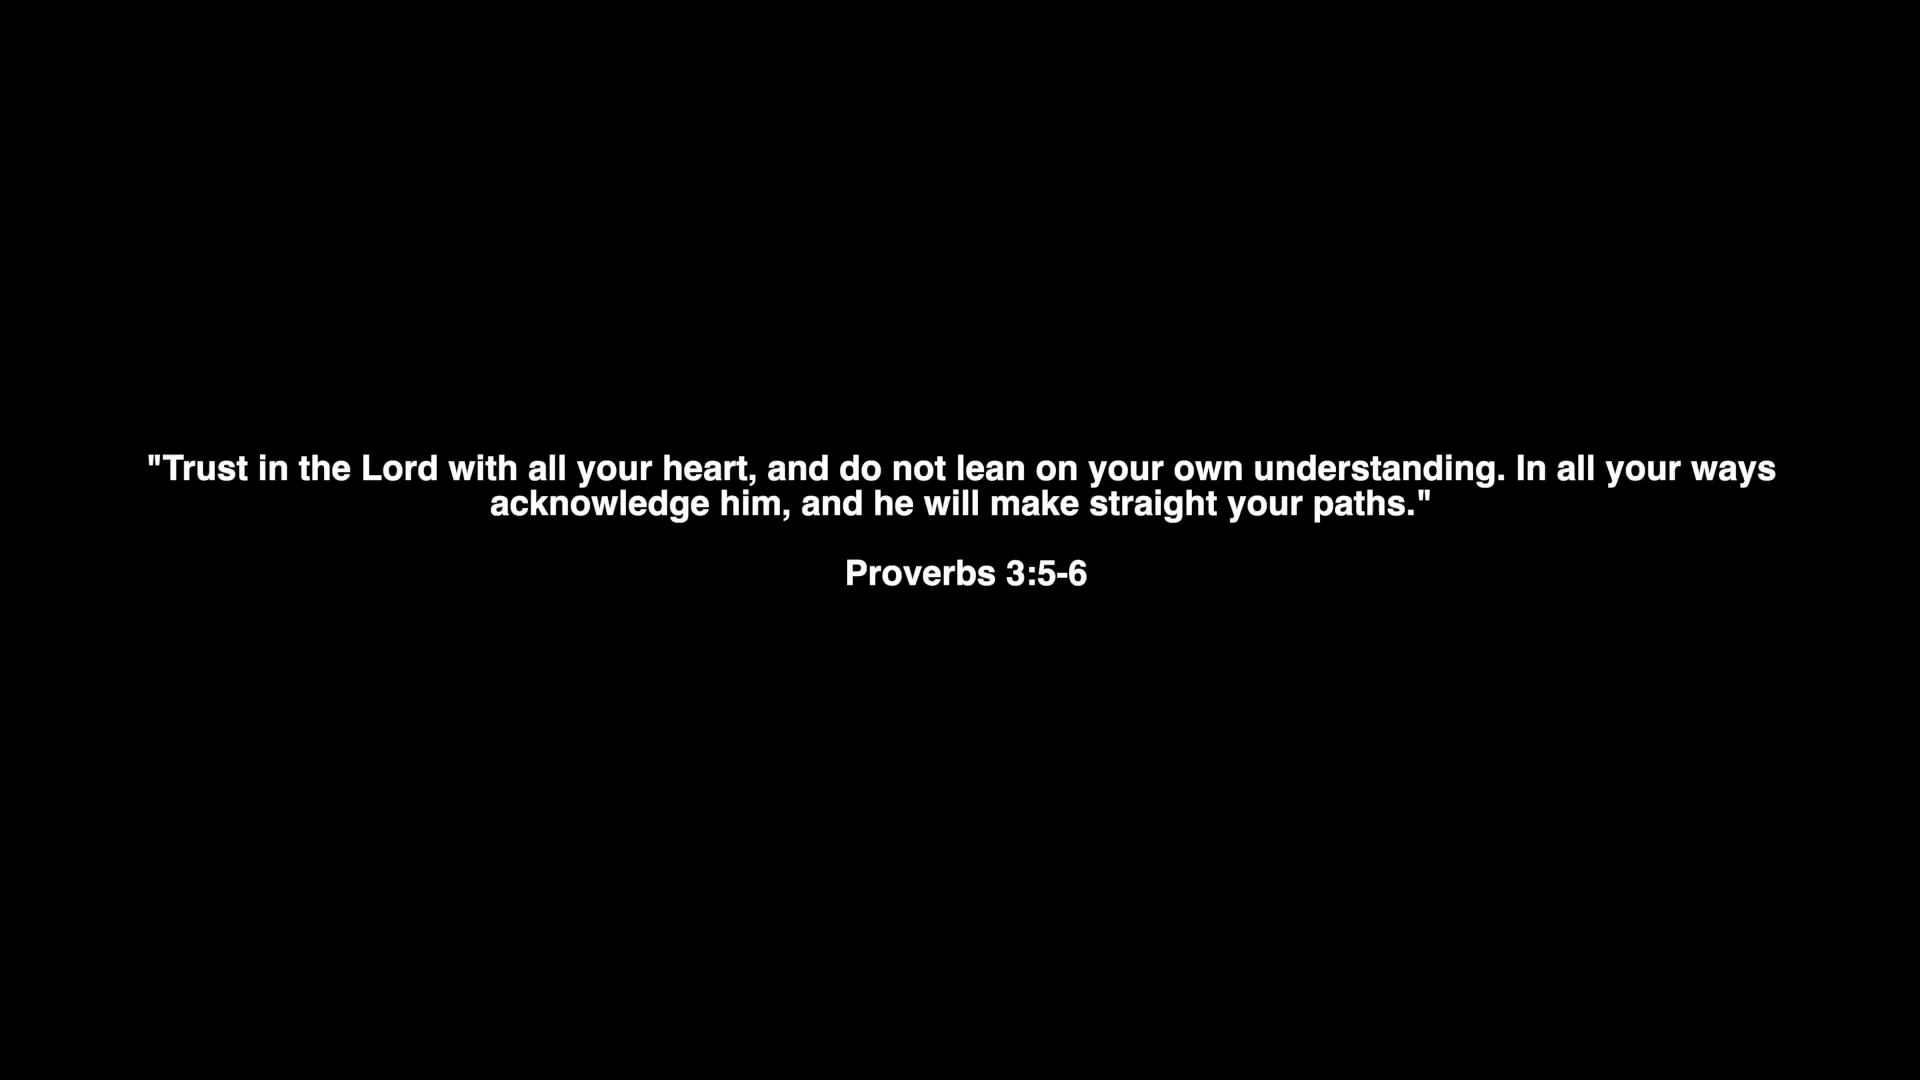 "Trust in the Lord with all your heart, and do not lean on your own understanding. In all your ways
acknowledge him, and he will make straight your paths."
Proverbs 3:5-6